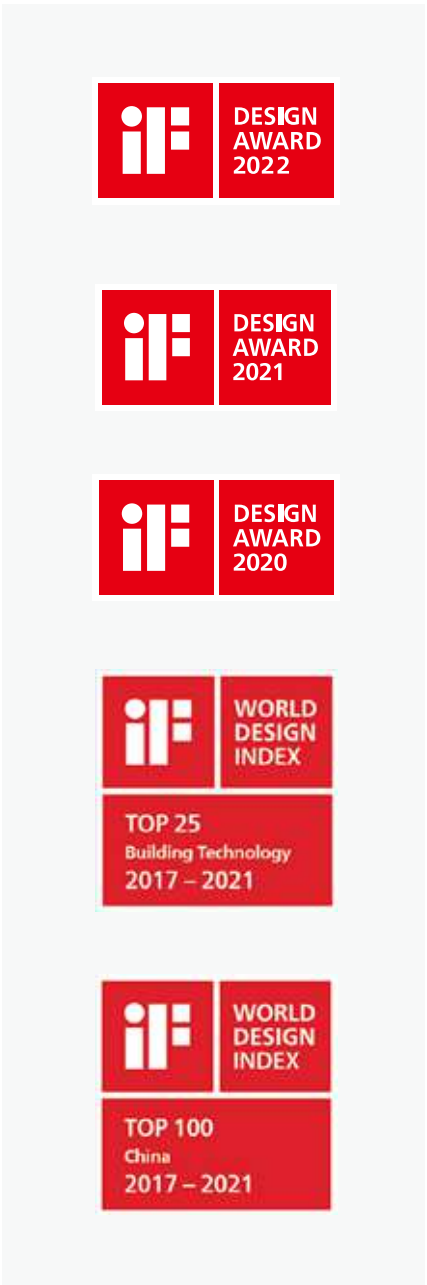 iF
DESIGN
AWARD
2022
iF
DESIGN
AWARD
2021
iF
DESIGN
AWARD
2020
iF
WORLD
DESIGN
INDEX
TOP 25
Building Technology
2017 – 2021
iF
WORLD
DESIGN
INDEX
TOP 100
China
2017 – 2021